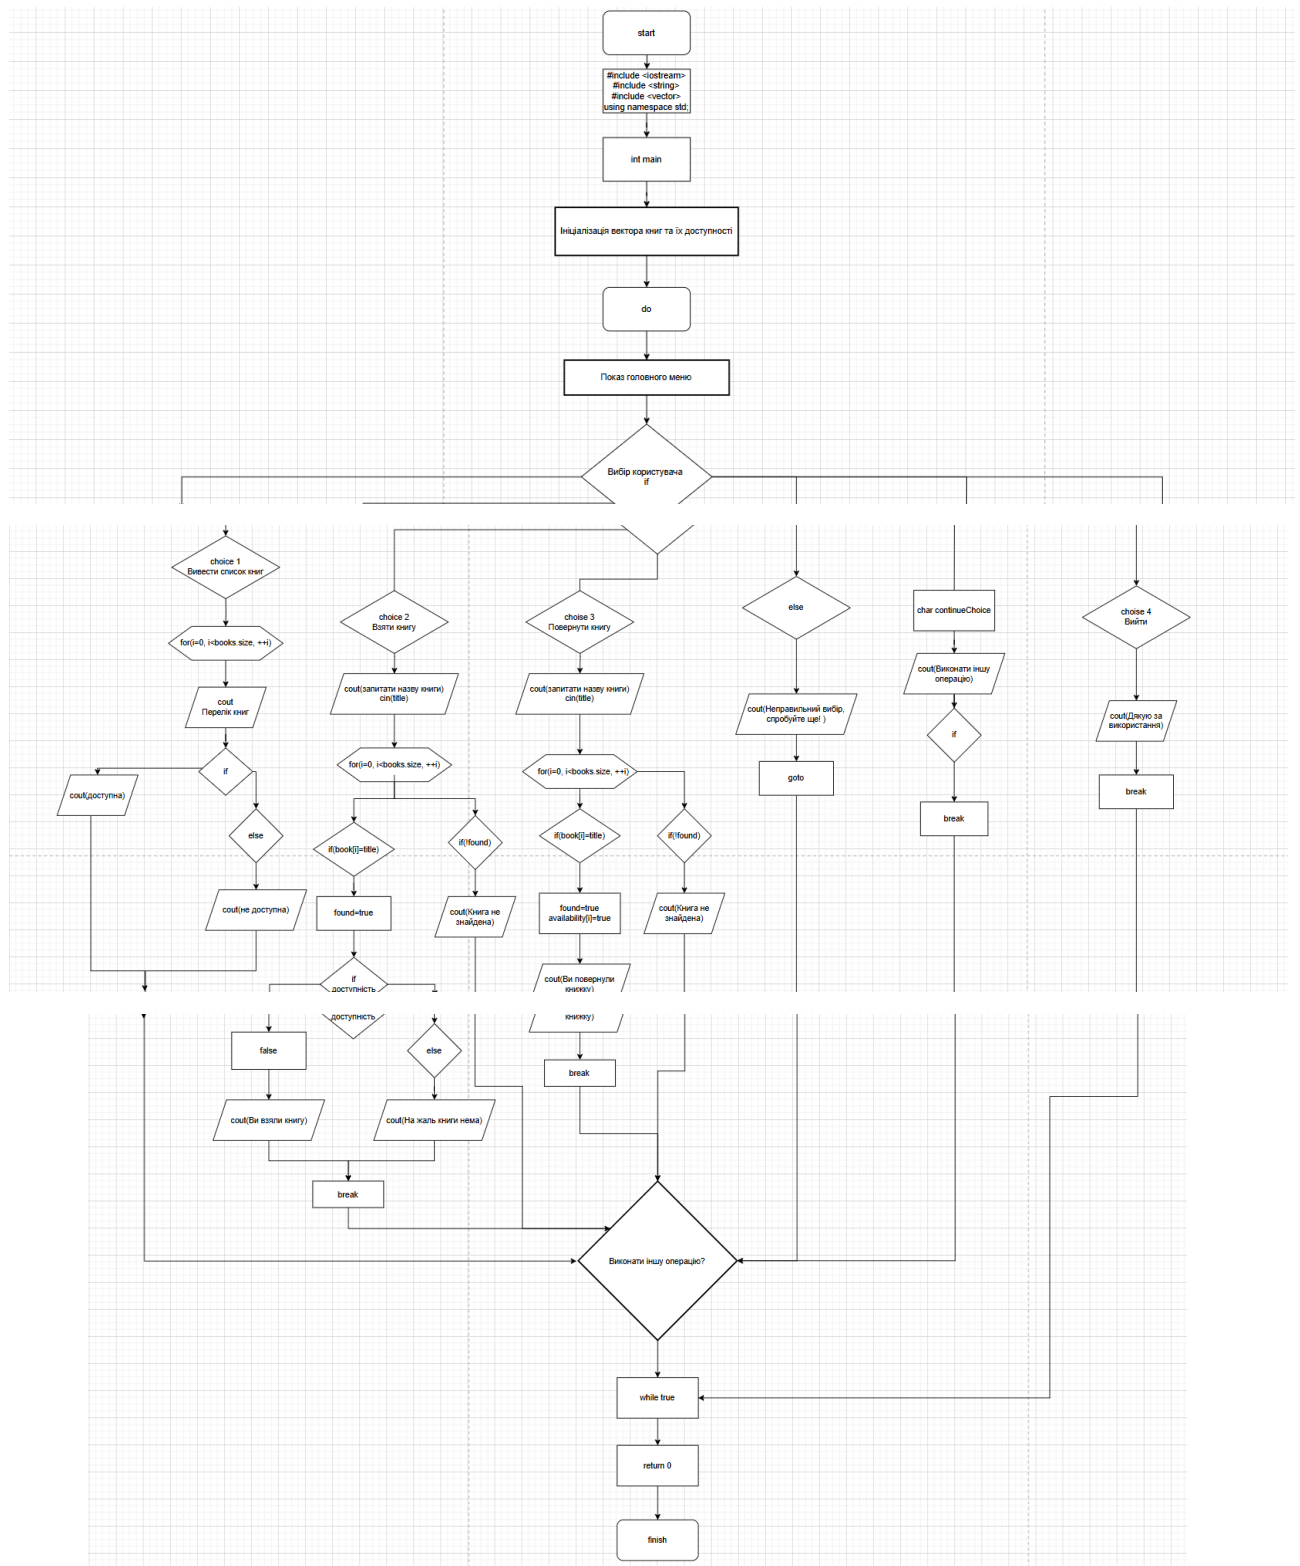 start
#include <iostream>
#include <string>
#include <vector>
using namespace std;
int main
Ініціалізація вектора книг та їх доступності
do
Показ головного меню
Вибір користувача
if
choice 1
Вивести список книг
for(i=0, i<books.size, ++i)
cout
Перелік книг
if
cout(доступна)
else
cout(не доступна)
choice 2
Взяти книгу
cout(запитати назву книги)
cin(title)
for(i=0, i<books.size, ++i)
if(book[i]=title)
found=true
if
доступність
if(!found)
cout(Книга не
знайдена)
choise 3
Повернути книгу
cout(запитати назву книги)
cin(title)
for(i=0, i<books.size, ++i)
if(book[i]=title)
found=true
availability[i]=true
cout(Ви повернули
книжку)
if(!found)
cout(Книга не
знайдена)
else
cout(Неправильний вибір,
спробуйте ще! )
goto
char continueChoice
cout(Виконати іншу
операцію)
if
break
choise 4
Вийти
cout(Дякую за
використання)
break
доступність
false
cout(Ви взяли книгу)
else
cout(На жаль книги нема)
break
книжку)
break
Виконати іншу операцію?
while true
return 0
finish